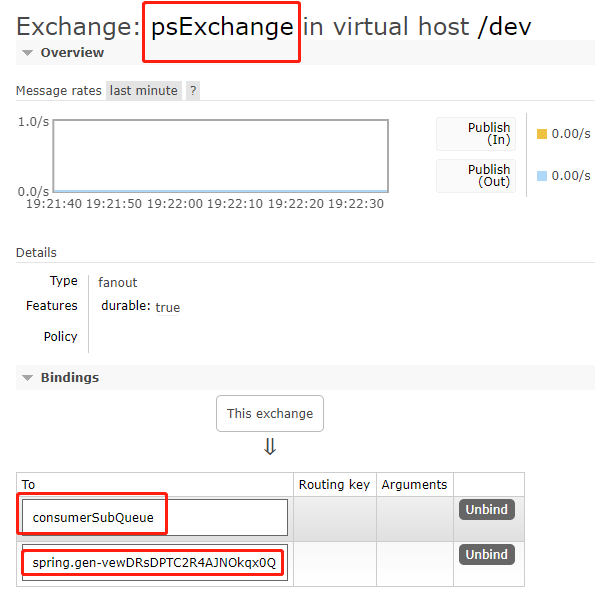 Exchange: psExchange in virtual host /dev
Overview
Message rates last minute ?
1.0/s
0.0/s
19:21:40 19:21:50 19:22:00 19:22:10 19:22:20 19:22:30
Publish
(In)
0.00/s
Publish
(Out)
0.00/s
Details
Type fanout
Features durable: true
Policy
Bindings
This exchange
⇓
To Routing key Arguments
consumerSubQueue Unbind
spring.gen-vewDRsDPTC2R4AJNOkqx0Q Unbind